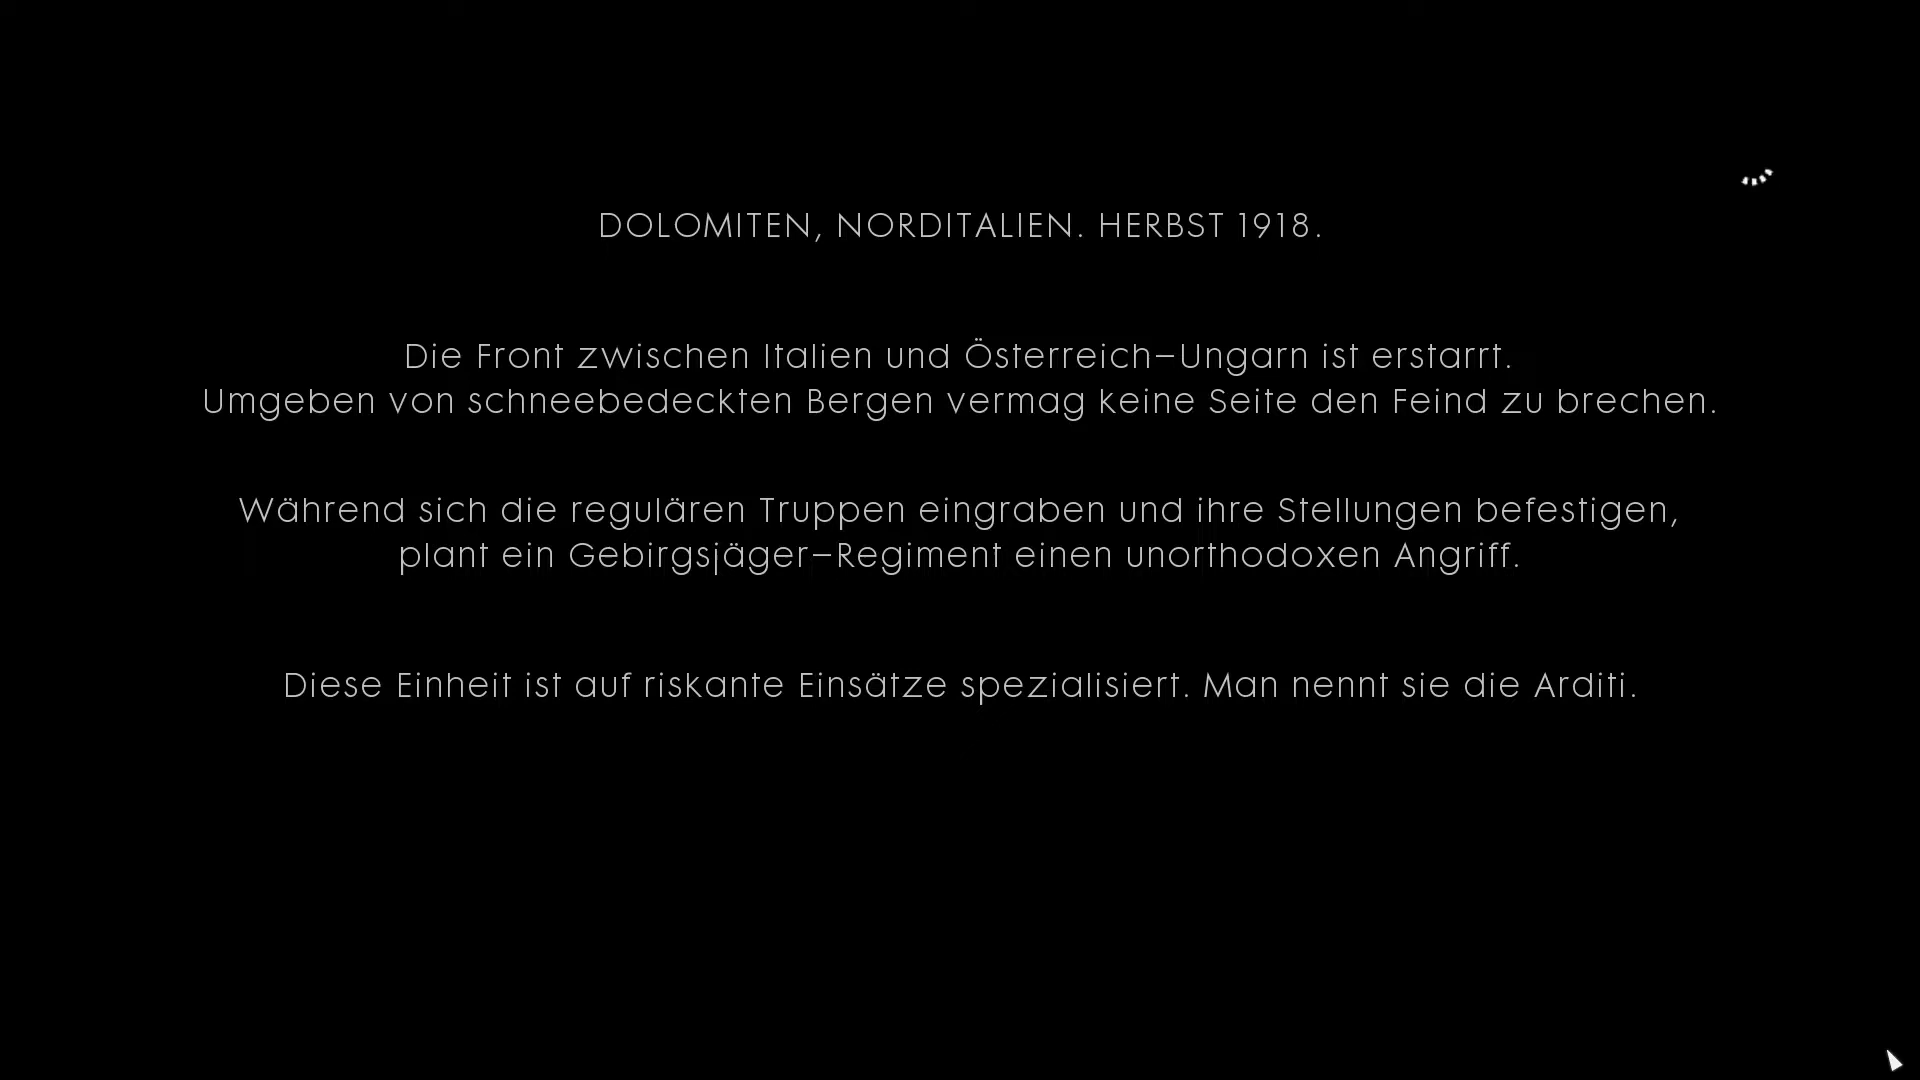 DOLOMITEN, NORDITALIEN. HERBST 1918.
Die Front zwischen Italien und Österreich-Ungarn ist erstarrt.
Umgeben von schneebedeckten Bergen vermag keine Seite den Feind zu brechen.
Während sich die regulären Truppen eingraben und ihre Stellungen befestigen,
plant ein Gebirgsjäger-Regiment einen unorthodoxen Angriff.
Diese Einheit ist auf riskante Einsätze spezialisiert. Man nennt sie die Arditi.